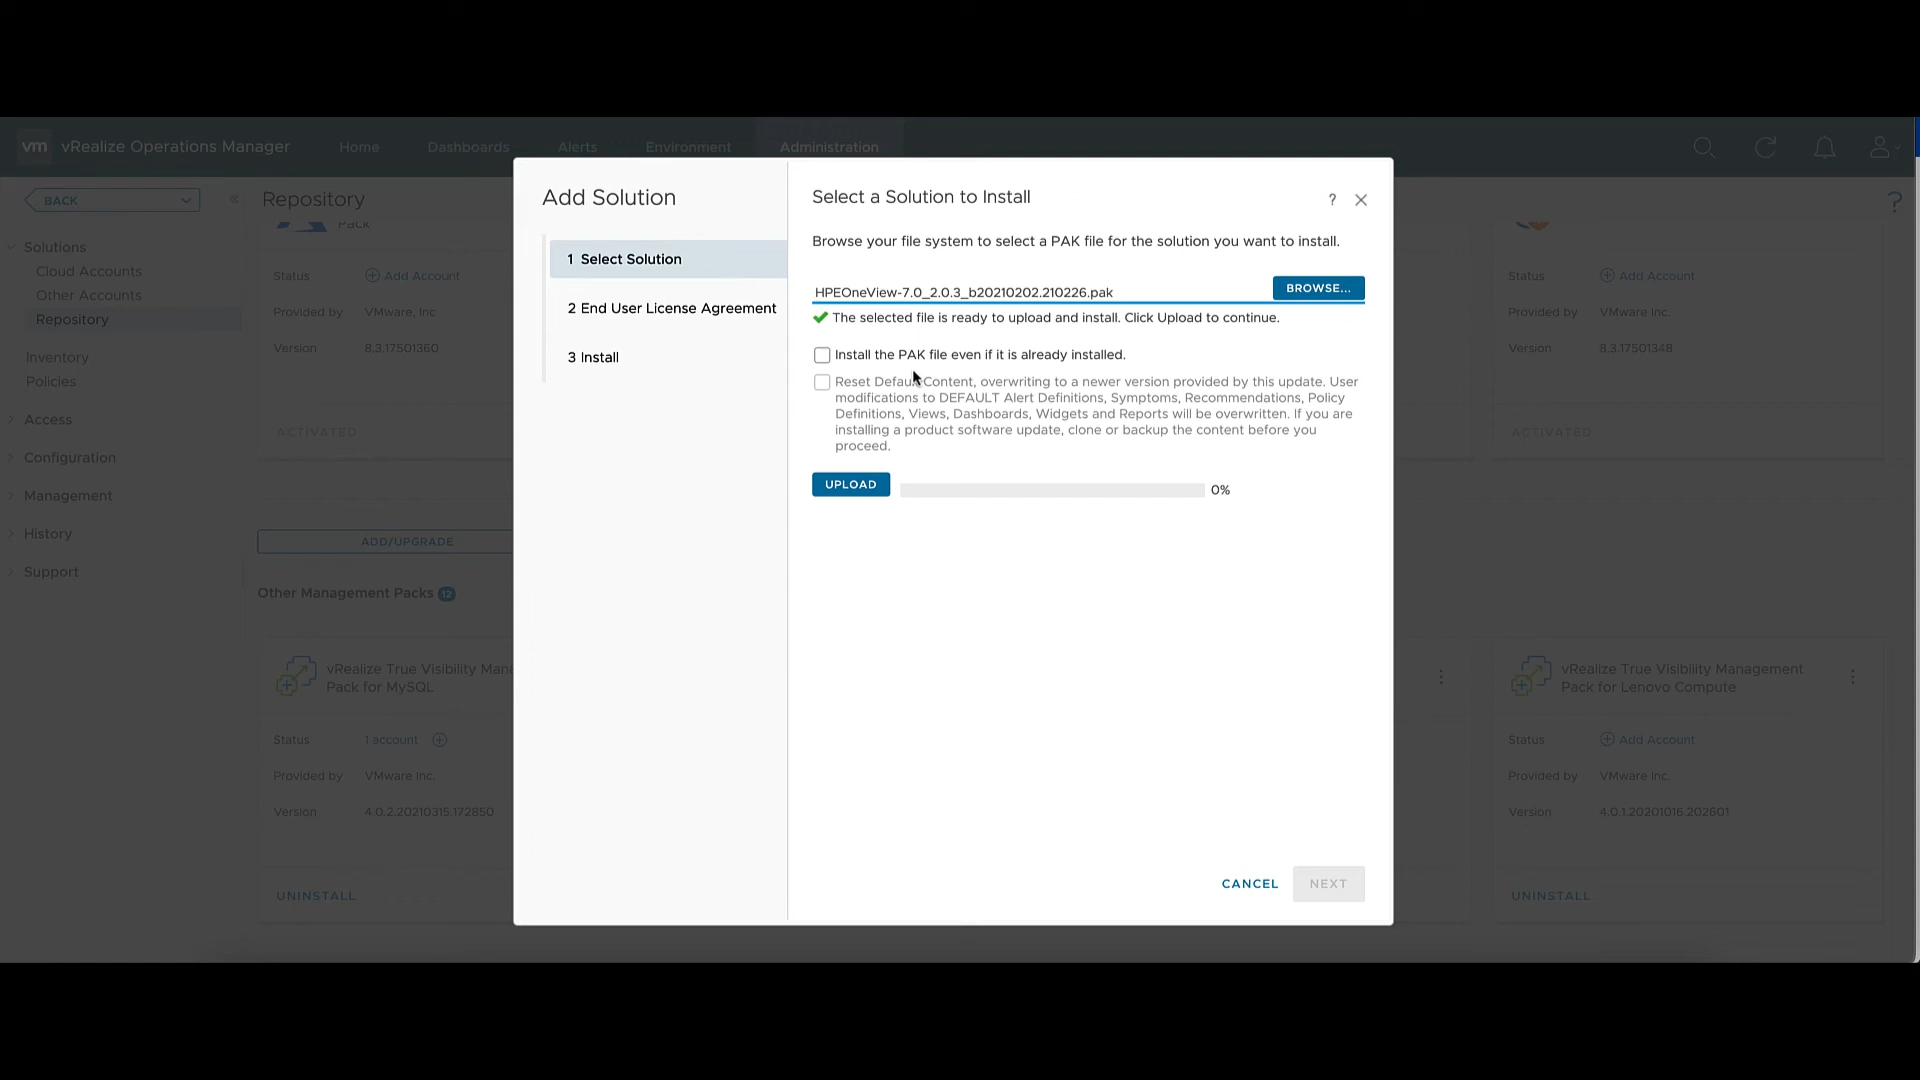 vm vRealize Operations Manager Home Dashboards Alerts Environment Administration
BACK
Repository
Solutions
Cloud Accounts
Other Accounts
Repository
Inventory
Policies
Access
Configuration
Management
History
Support
Pack
Status Add Account
Provided by VMware, Inc
Version 8.3.17501360
ACTIVATED
ADD/UPGRADE
Other Management Packs 12
vRealize True Visibility Mana
Pack for MySQL
Status 1 account
Provided by VMware Inc.
Version 4.0.2.20210315.172850
UNINSTALL
Add Solution
1 Select Solution
2 End User License Agreement
3 Install
Select a Solution to Install
?
Browse your file system to select a PAK file for the solution you want to install.
HPEOneView-7.0_2.0.3_b20210202.210226.pak
BROWSE...
The selected file is ready to upload and install. Click Upload to continue.
Install the PAK file even if it is already installed.
Reset Default Content, overwriting to a newer version provided by this update. User
modifications to DEFAULT Alert Definitions, Symptoms, Recommendations, Policy
Definitions, Views, Dashboards, Widgets and Reports will be overwritten. If you are
installing a product software update, clone or backup the content before you
proceed.
UPLOAD
0%
CANCEL
NEXT
?
Status Add Account
Provided by VMware Inc.
Version 8.3.17501348
ACTIVATED
vRealize True Visibility Management
Pack for Lenovo Compute
Status Add Account
Provided by VMware Inc.
Version 4.0.1.20201016.202601
UNINSTALL